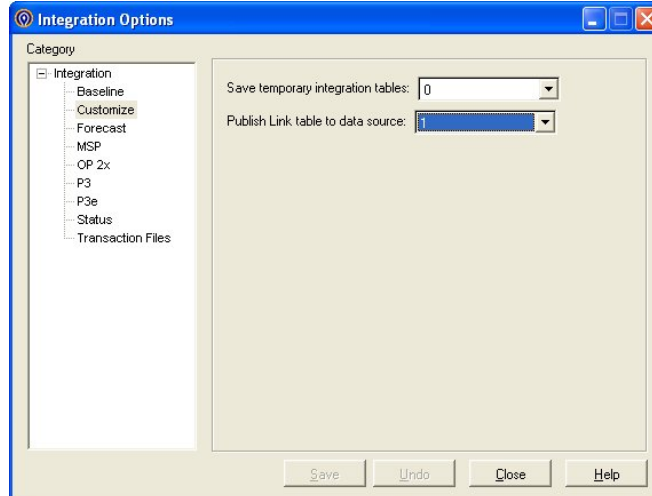 Integration Options
Category
Integration
Baseline
Customize
Forecast
MSP
OP 2x
P3
P3e
Status
Transaction Files
Save temporary integration tables: 0
Publish Link table to data source: 1
Save Undo Close Help